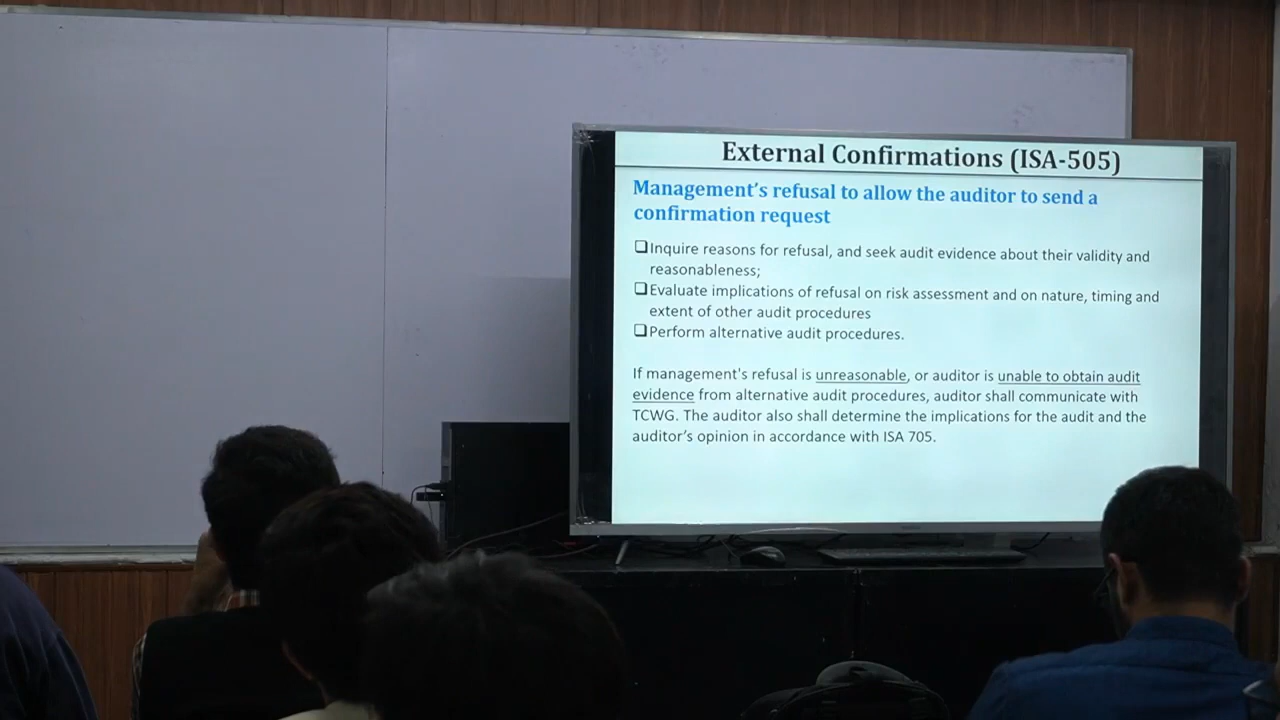 External Confirmations (ISA-505)
Management's refusal to allow the auditor to send a
confirmation request
❑Inquire reasons for refusal, and seek audit evidence about their validity and
reasonableness;
❑Evaluate implications of refusal on risk assessment and on nature, timing and
extent of other audit procedures
❑Perform alternative audit procedures.
If management's refusal is unreasonable, or auditor is unable to obtain audit
evidence from alternative audit procedures, auditor shall communicate with
TCWG. The auditor also shall determine the implications for the audit and the
auditor's opinion in accordance with ISA 705.